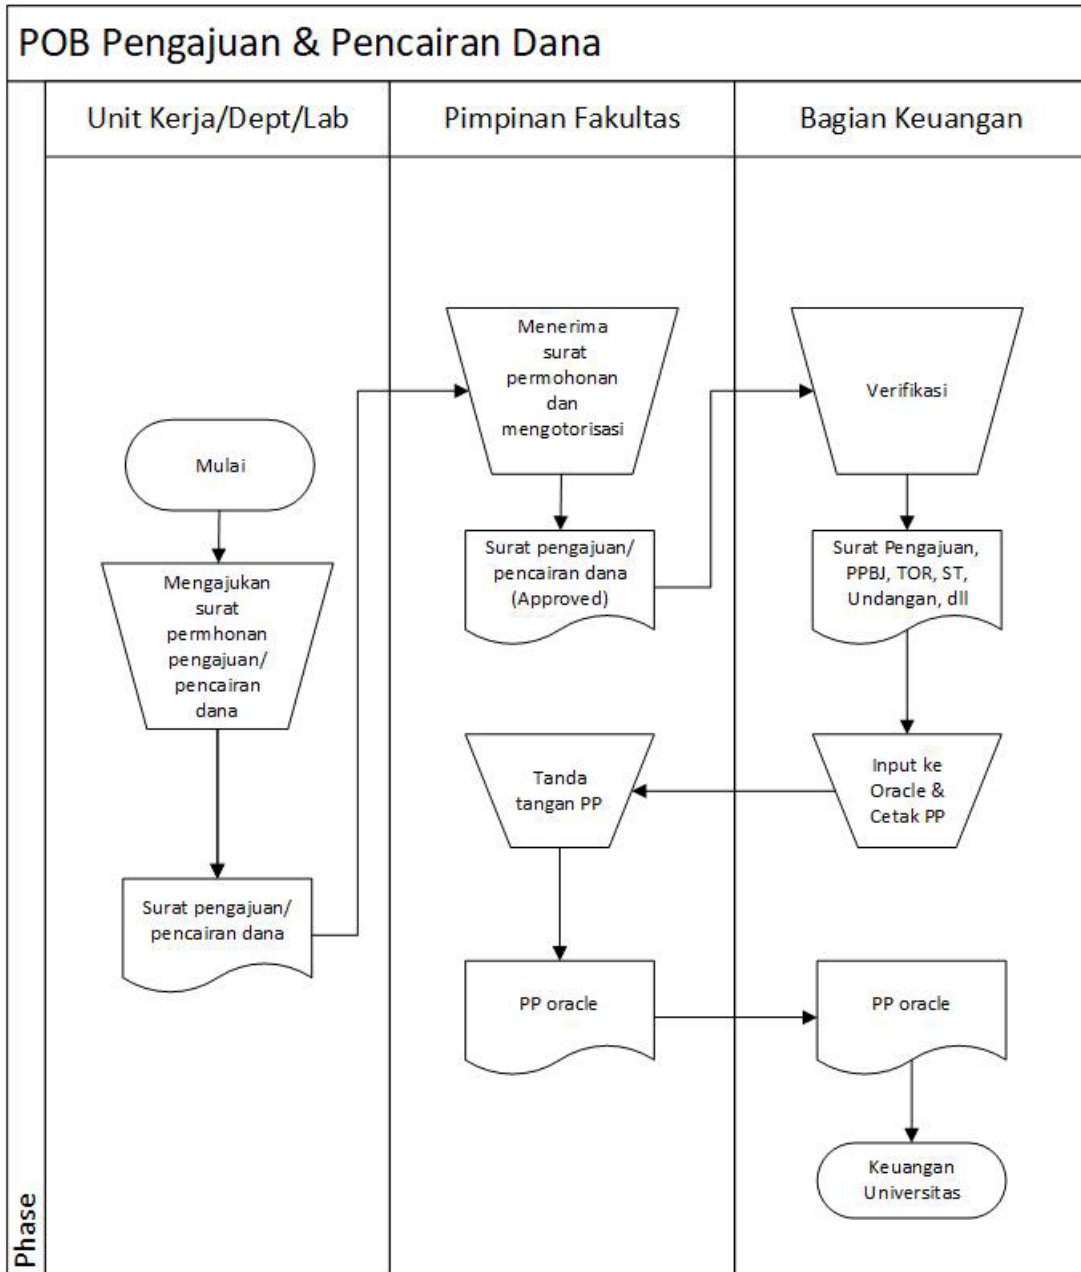 POB Pengajuan & Pencairan Dana
Unit Kerja/Dept/Lab
Pimpinan Fakultas
Bagian Keuangan
Phase
Mulai
Mengajukan
surat
permhonan
pengajuan/
pencairan
dana
Surat pengajuan/
pencairan dana
Menerima
surat
permohonan
dan
mengotorisasi
Surat pengajuan/
pencairan dana
(Approved)
Verifikasi
Surat Pengajuan,
PPBJ, TOR, ST,
Undangan, dll
Input ke
Oracle &
Cetak PP
Tanda
tangan PP
PP oracle
PP oracle
Keuangan
Universitas